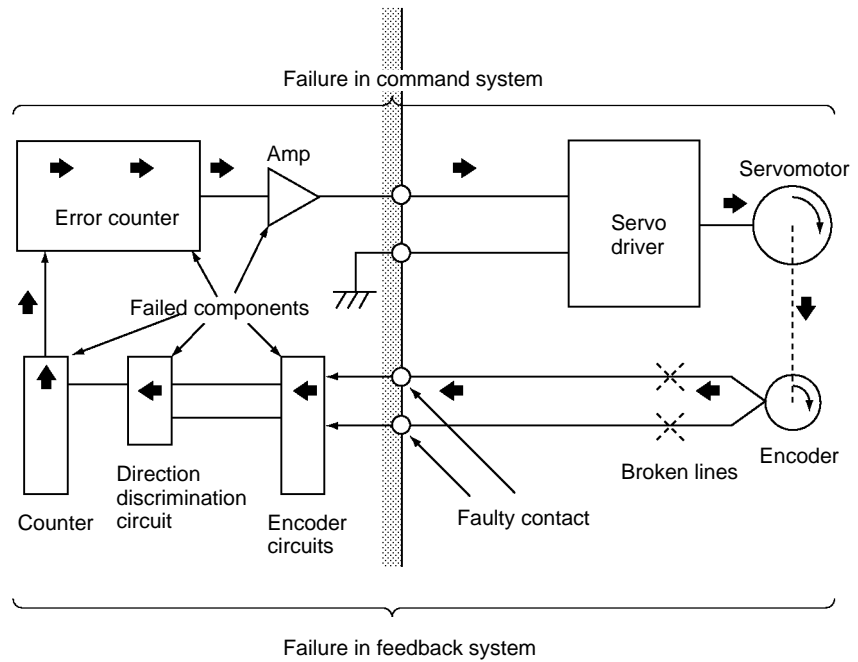 Failure in command system
Amp
Servomotor
Error counter
Servo
driver
Failed components
Direction
discrimination
circuit
Counter
Encoder
circuits
Faulty contact
Broken lines
Encoder
Failure in feedback system